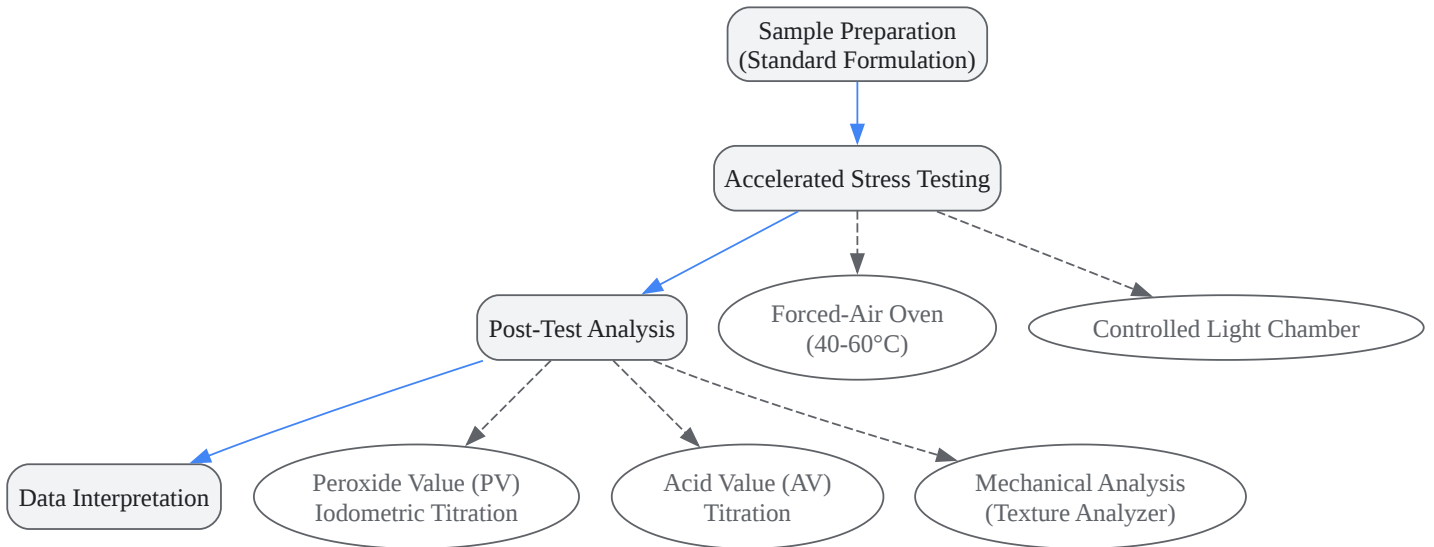 Sample Preparation
(Standard Formulation)
Accelerated Stress Testing
Post-Test Analysis
Forced-Air Oven
(40-60°C)
Controlled Light Chamber
Data Interpretation
Peroxide Value (PV)
Iodometric Titration
Acid Value (AV)
Titration
Mechanical Analysis
(Texture Analyzer)